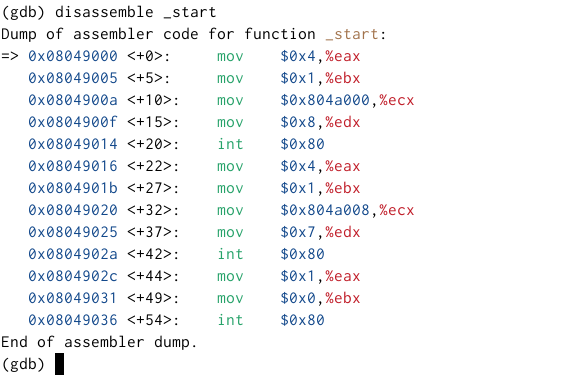 (gdb) disassemble _start
Dump of assembler code for function _start:
=> 0x08049000 <+0>:     mov    $0x4,%eax
   0x08049005 <+5>:     mov    $0x1,%ebx
   0x0804900a <+10>:    mov    $0x804a000,%ecx
   0x0804900f <+15>:    mov    $0x8,%edx
   0x08049014 <+20>:    int    $0x80
   0x08049016 <+22>:    mov    $0x4,%eax
   0x0804901b <+27>:    mov    $0x1,%ebx
   0x08049020 <+32>:    mov    $0x804a008,%ecx
   0x08049025 <+37>:    mov    $0x7,%edx
   0x0804902a <+42>:    int    $0x80
   0x0804902c <+44>:    mov    $0x1,%eax
   0x08049031 <+49>:    mov    $0x0,%ebx
   0x08049036 <+54>:    int    $0x80
End of assembler dump.
(gdb)